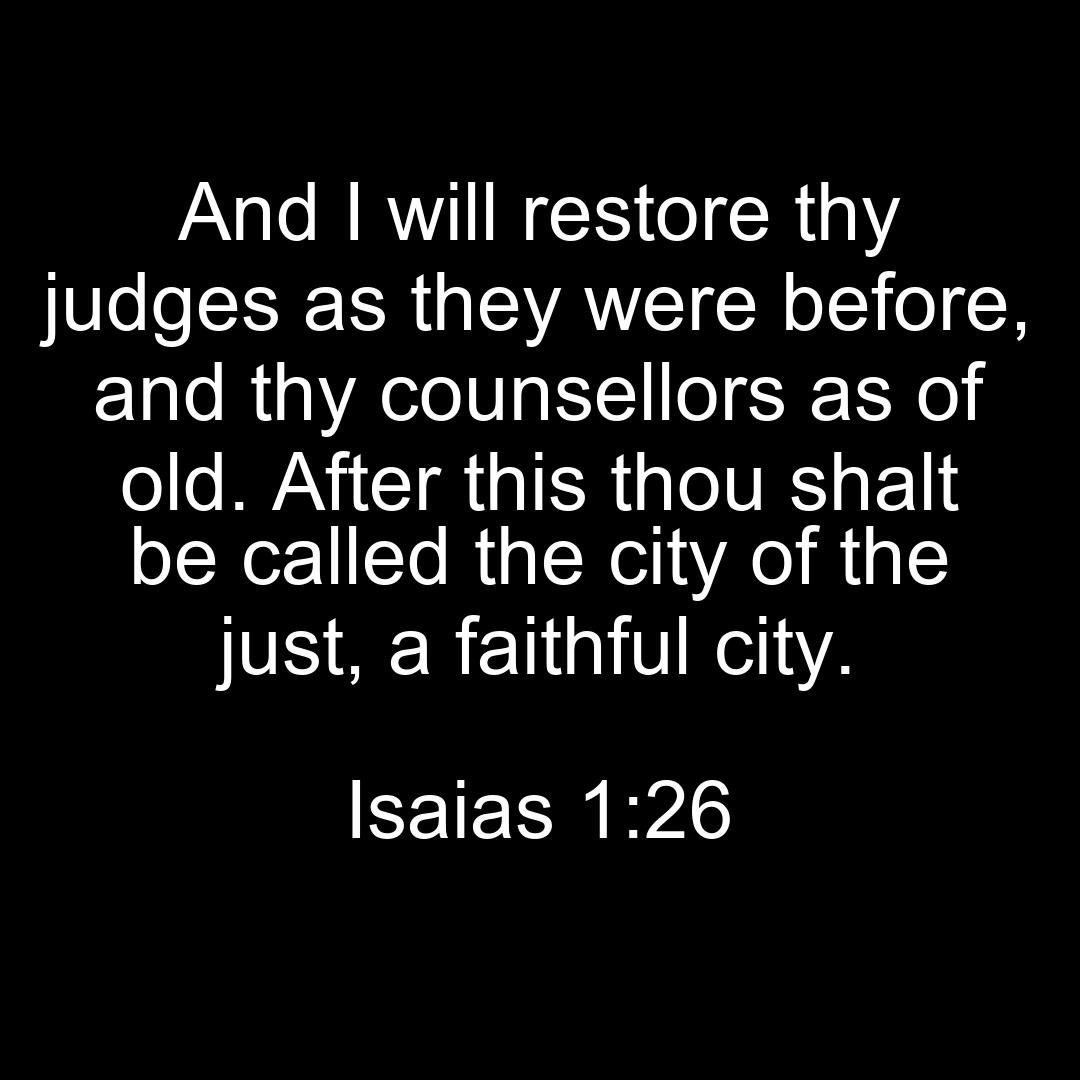 And I will restore thy
judges as they were before,
and thy counsellors as of
old. After this thou shalt
be called the city of the
just, a faithful city.
Isaias 1:26